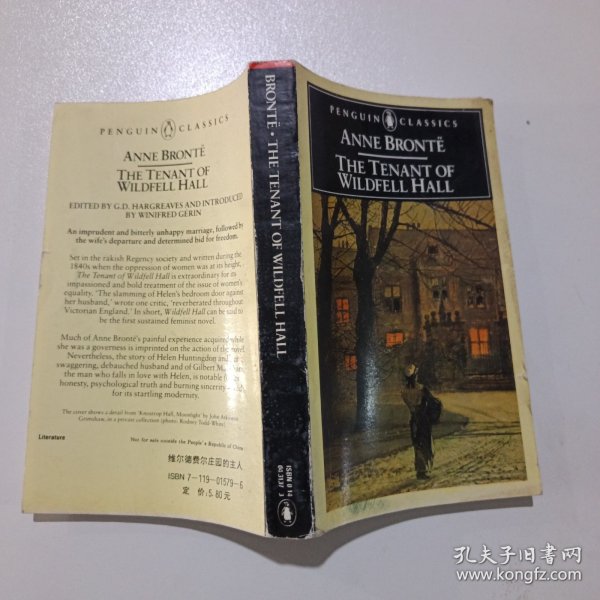 PENGUIN CLASSICS
ANNE BRONTË
THE TENANT OF
WILDFELL HALL
EDITED BY G.D. HARGREAVES AND INTRODUCED
BY WINIFRED GERIN
An imprudent and bitterly unhappy marriage, followed by
the wife's departure and determined bid for freedom.
Set in the rakish Regency society and written during the
1840s when the oppression of women was at its height,
The Tenant of Wildfell Hall is extraordinary for its
impassioned and bold treatment of the issue of women's
equality. 'The slamming of Helen's bedroom door against
her husband,' wrote one critic, 'reverberated throughout
Victorian England.' In short, Wildfell Hall can be said to
be the first sustained feminist novel.
Much of Anne Brontë's painful experience acquired while
she was a governess is imprinted on the action of the novel.
Nevertheless, the story of Helen Huntingdon and her
swaggering, debauched husband and of Gilbert
the man who falls in love with Helen, is notable
honesty, psychological truth and burning sincerity
for its startling modernity.
The cover shows a detail from 'Knostrop Hall, Moonlight' by John Atkinson
Grimshaw, in a private collection (photo: Rodney Todd-White)
Literature
Not for sale outside the People's Republic of China
维尔德费尔庄园的主人
ISBN 7-119-01579-6
定价:5.80元
BRONTË • THE TENANT OF WILDFELL HALL
ISBN 0 14
04.3137 3
PENGUIN CLASSICS
ANNE BRONTË
THE TENANT OF
WILDFELL HALL
孔夫子旧书网
www.kongfz.com